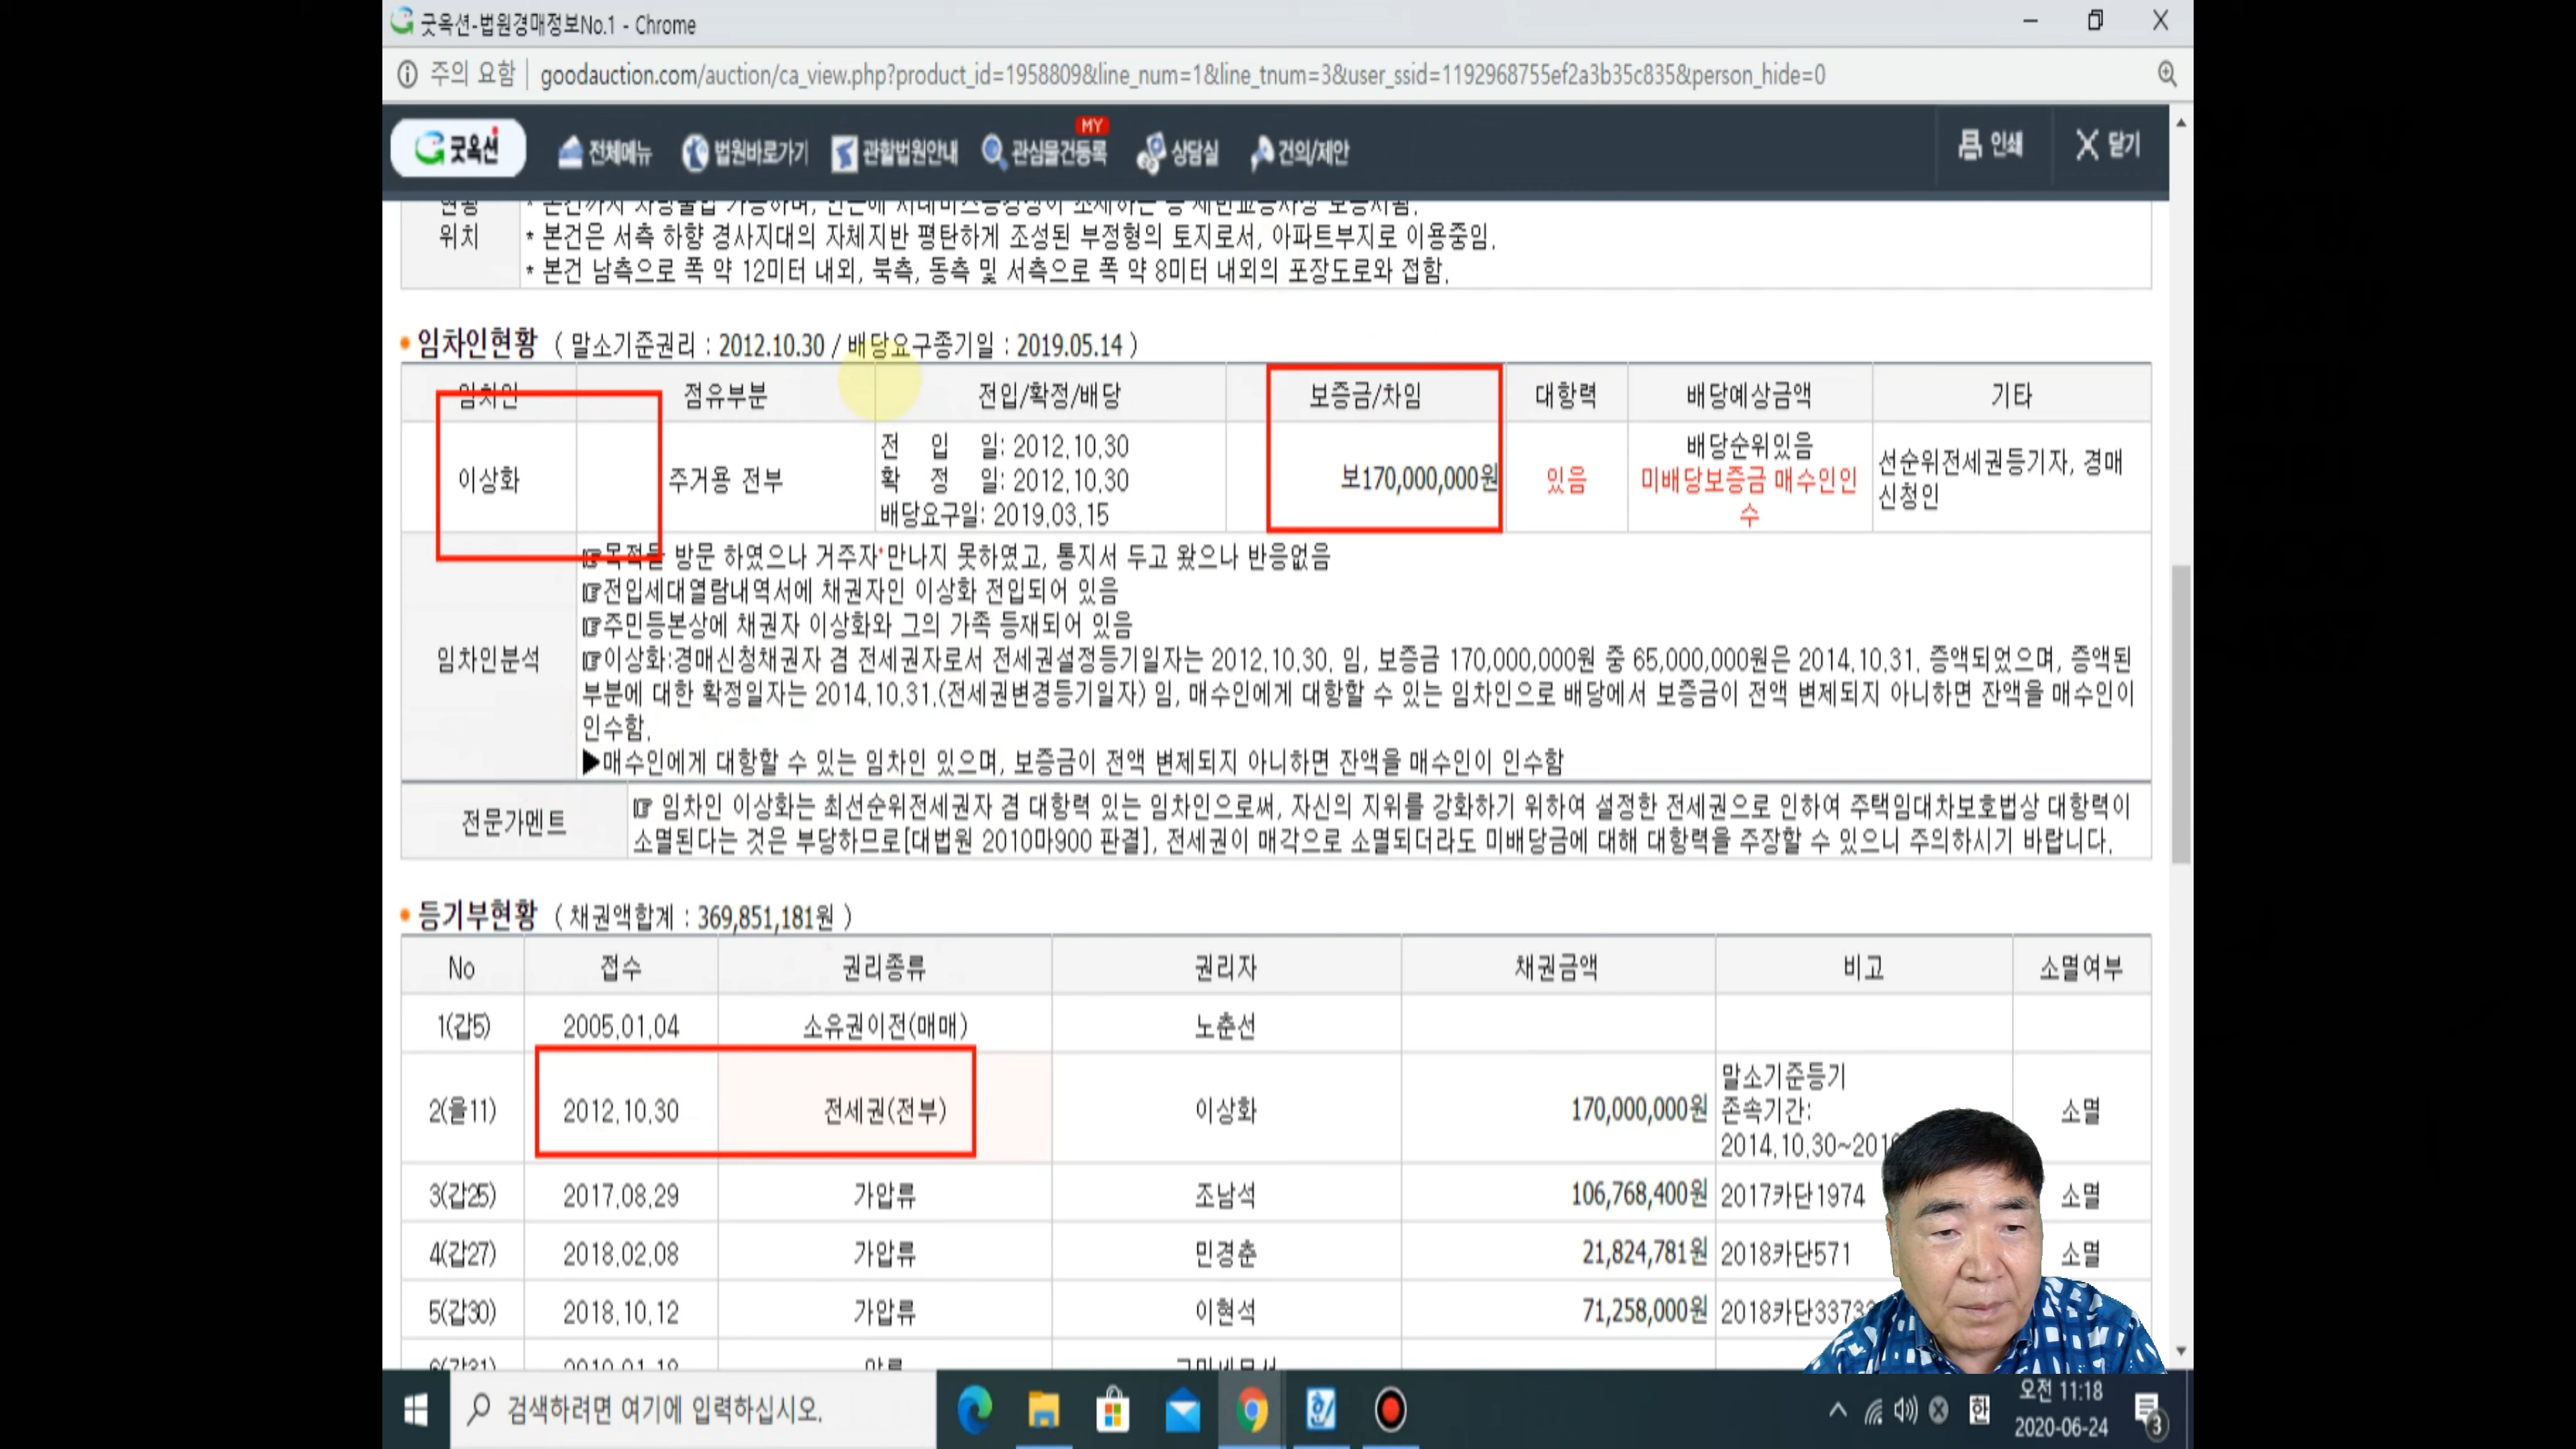 굿옥션-법원경매정보No.1 - Chrome
주의 요함 | goodauction.com/auction/ca_view.php?product_id=1958809&line_num=1&line_tnum=3&user_ssid=1192968755ef2a3b35c835&person_hide=0
굿옥션 전체메뉴 법원바로가기 관할법원안내 관심물건등록 MY 상담실 건의/제안 인쇄 닫기
위치
* 본건은 서측 하향 경사지대의 자체지반 평탄하게 조성된 부정형의 토지로서, 아파트부지로 이용중임.
* 본건 남측으로 폭 약 12미터 내외, 북측, 동측 및 서측으로 폭 약 8미터 내외의 포장도로와 접함.
• 임차인현황 ( 말소기준권리 : 2012.10.30 / 배당요구종기일 : 2019.05.14 )
임차인 점유부분 전입/확정/배당 보증금/차임 대항력 배당예상금액 기타
이상화 주거용 전부
전 입 일: 2012.10.30
확 정 일: 2012.10.30
배당요구일: 2019.03.15
보170,000,000원
있음
배당순위있음
미배당보증금 매수인인
수
선순위전세권등기자, 경매
신청인
임차인분석
☞목적물 방문 하였으나 거주자 만나지 못하였고, 통지서 두고 왔으나 반응없음
☞전입세대열람내역서에 채권자인 이상화 전입되어 있음
☞주민등본상에 채권자 이상화와 그의 가족 등재되어 있음
☞이상화:경매신청채권자 겸 전세권자로서 전세권설정등기일자는 2012.10.30. 임, 보증금 170,000,000원 중 65,000,000원은 2014.10.31. 증액되었으며, 증액된
부분에 대한 확정일자는 2014.10.31.(전세권변경등기일자) 임, 매수인에게 대항할 수 있는 임차인으로 배당에서 보증금이 전액 변제되지 아니하면 잔액을 매수인이
인수함.
▶매수인에게 대항할 수 있는 임차인 있으며, 보증금이 전액 변제되지 아니하면 잔액을 매수인이 인수함
전문가멘트
☞ 임차인 이상화는 최선순위전세권자 겸 대항력 있는 임차인으로써, 자신의 지위를 강화하기 위하여 설정한 전세권으로 인하여 주택임대차보호법상 대항력이
소멸된다는 것은 부당하므로[대법원 2010마900 판결], 전세권이 매각으로 소멸되더라도 미배당금에 대해 대항력을 주장할 수 있으니 주의하시기 바랍니다.
• 등기부현황 ( 채권액합계 : 369,851,181원 )
No 접수 권리종류 권리자 채권금액 비고 소멸여부
1(갑5) 2005.01.04 소유권이전(매매) 노춘선
2(을11) 2012.10.30 전세권(전부) 이상화 170,000,000원
말소기준등기
존속기간:
2014.10.30~
소멸
3(갑25) 2017.08.29 가압류 조남석 106,768,400원 2017카단1974 소멸
4(갑27) 2018.02.08 가압류 민경춘 21,824,781원 2018카단571 소멸
5(갑30) 2018.10.12 가압류 이현석 71,258,000원 2018카단3373
검색하려면 여기에 입력하십시오.
한
오전 11:18
2020-06-24
3